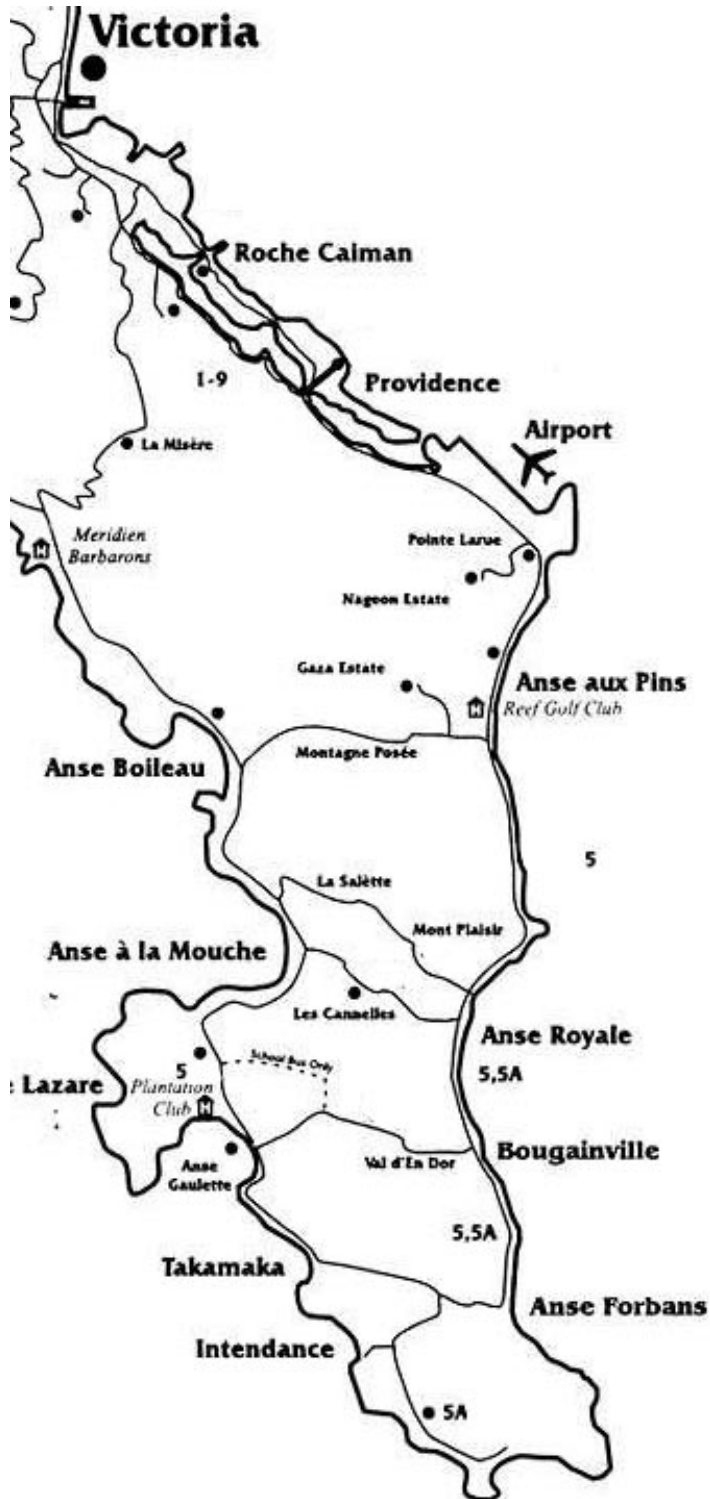 Victoria
Roche Caiman
1-9
Providence
Airport
La Misère
Meridien
Barbarons
Pointe Larue
Nageon Estate
Gaza Estate
Anse aux Pins
Reef Golf Club
Montagne Posée
Anse Boileau
5
La Salètte
Mont Plaisir
Anse à la Mouche
Les Cannelles
Anse Royale
School Bus Only
5
5,5A
e Lazare
Plantation
Club
Bougainville
Val d'En Dor
Anse
Gaulette
5,5A
Takamaka
Anse Forbans
Intendance
5A